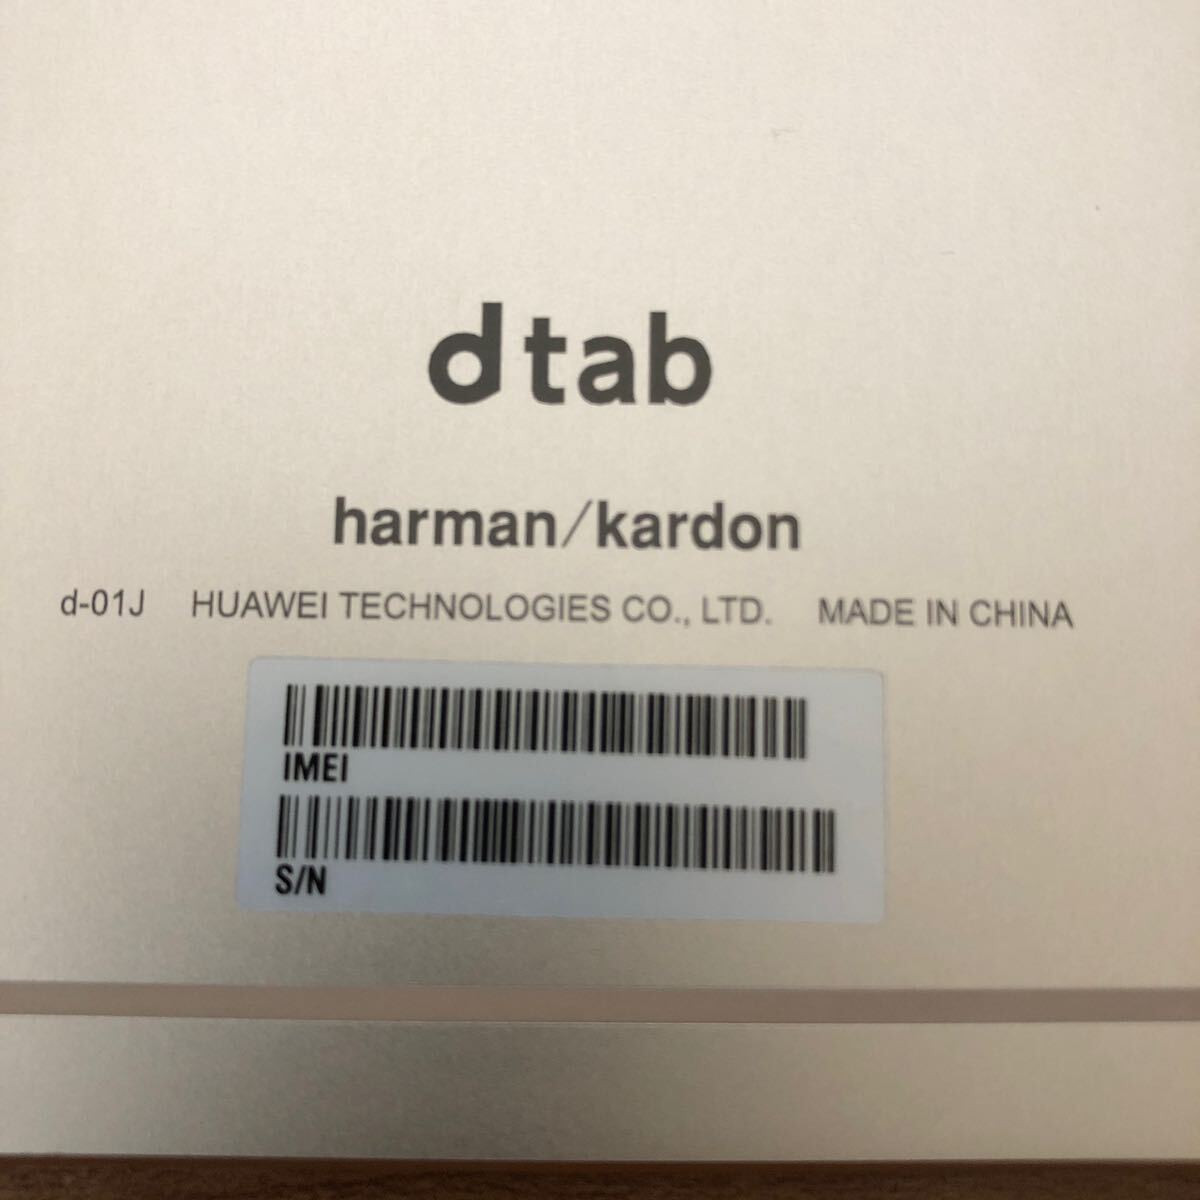 dtab
harman/kardon
d-01J HUAWEI TECHNOLOGIES CO., LTD. MADE IN CHINA
IMEI
S/N